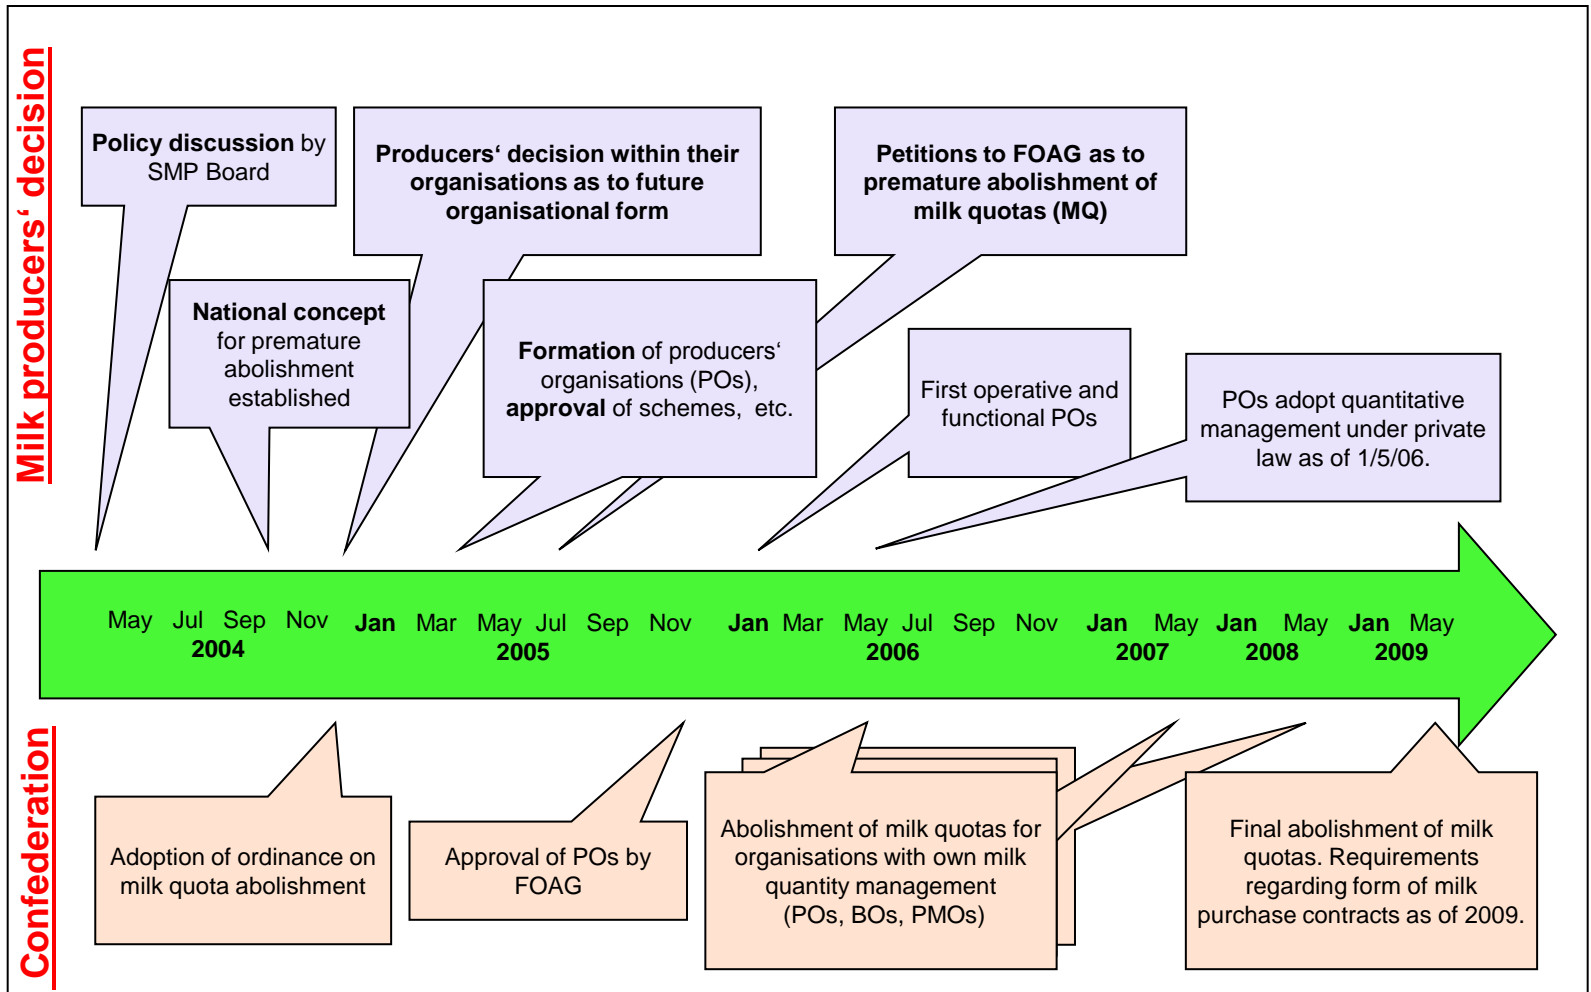 Milk producers‘ decision
Policy discussion by
SMP Board
Producers‘ decision within their
organisations as to future
organisational form
Petitions to FOAG as to
premature abolishment of
milk quotas (MQ)
National concept
for premature
abolishment
established
Formation of producers‘
organisations (POs),
approval of schemes, etc.
First operative and
functional POs
POs adopt quantitative
management under private
law as of 1/5/06.
May Jul Sep Nov Jan Mar May Jul Sep Nov Jan Mar May Jul Sep Nov Jan May Jan May Jan May
2004 2005 2006 2007 2008 2009
Confederation
Adoption of ordinance on
milk quota abolishment
Approval of POs by
FOAG
Abolishment of milk quotas for
organisations with own milk
quantity management
(POs, BOs, PMOs)
Final abolishment of milk
quotas. Requirements
regarding form of milk
purchase contracts as of 2009.